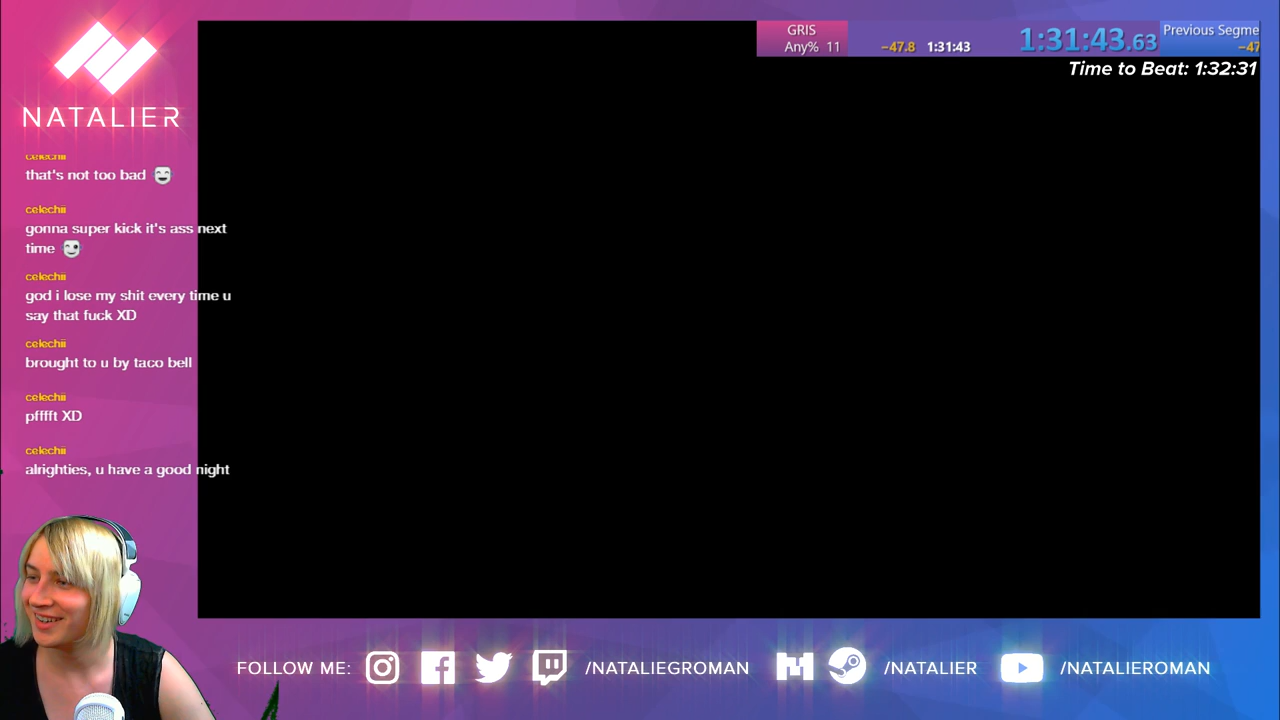 NATALIER
celechii
that's not too bad
celechii
gonna super kick it's ass next
time
celechii
god i lose my shit every time u
say that fuck XD
celechii
brought to u by taco bell
celechii
pfffft XD
celechii
alrighties, u have a good night
GRIS
Any% 11
−47.8 1:31:43
1:31:43.63
Previous Segme
−47
Time to Beat: 1:32:31
FOLLOW ME: /NATALIEGROMAN /NATALIER /NATALIEROMAN